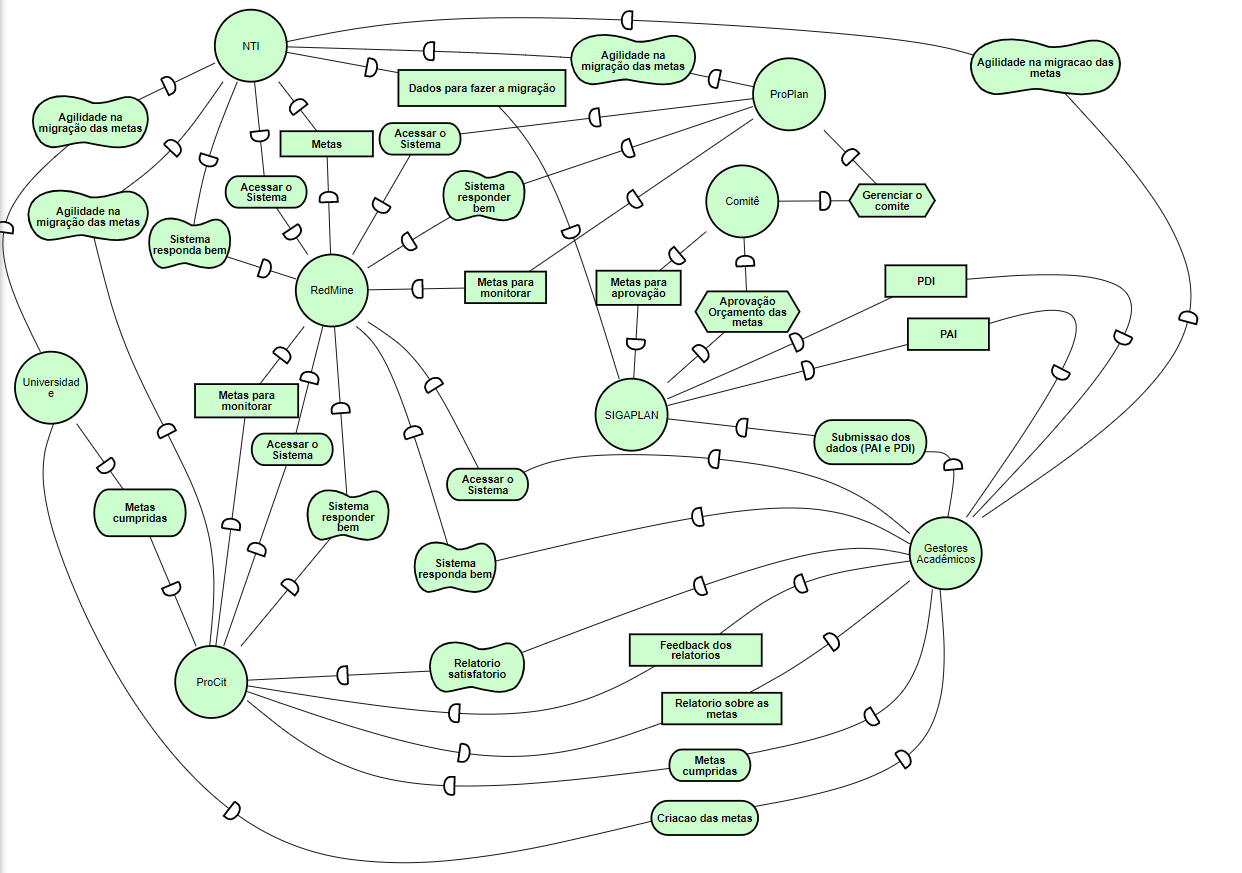 NTI
Agilidade na
migração das metas
Agilidade na migracao das
metas
Dados para fazer a migração
ProPlan
Agilidade na
migração das metas
Metas
Acessar o
Sistema
Sistema
responder
bem
Acessar o
Sistema
Comitê
Gerenciar o
comite
Agilidade na
migração das metas
Sistema
responda bem
RedMine
Metas para
monitorar
Metas para
aprovação
Aprovação
Orçamento das
metas
PDI
PAI
Universidad
e
Metas para
monitorar
SIGAPLAN
Acessar o
Sistema
Submissao dos
dados (PAI e PDI)
Acessar o
Sistema
Metas
cumpridas
Sistema
responder
bem
Sistema
responda bem
Gestores
Acadêmicos
ProCit
Relatorio
satisfatorio
Feedback dos
relatorios
Relatorio sobre as
metas
Metas
cumpridas
Criacao das metas